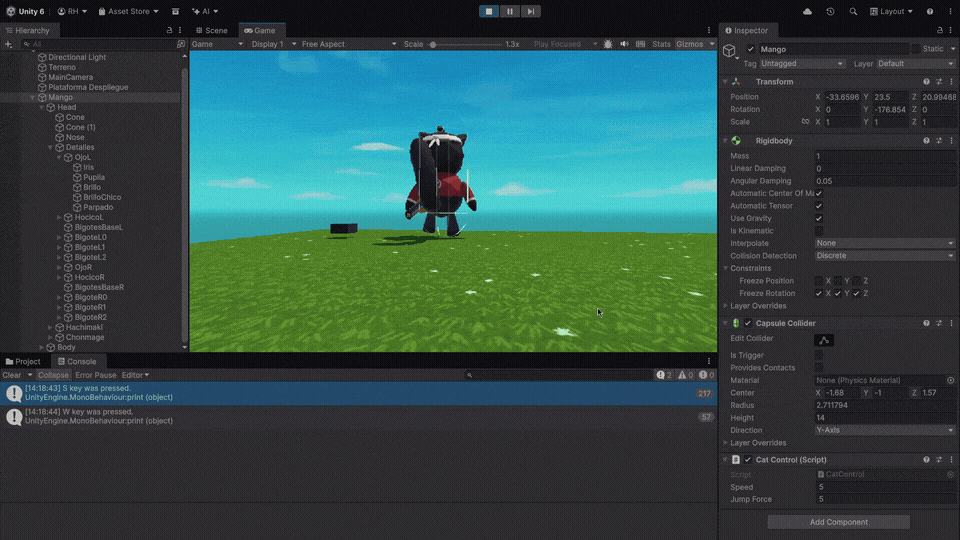 Unity 6 RH Asset Store AI Layout
Hierarchy
All
Directional Light
Terreno
MainCamera
Plataforma Despliegue
Mango
Head
Cone
Cone (1)
Nose
Detalles
OjoL
Iris
Pupila
Brillo
BrilloChico
Parpado
HocicoL
BigotesBaseL
BigoteL0
BigoteL1
BigoteL2
OjoR
HocicoR
BigotesBaseR
BigoteR0
BigoteR1
BigoteR2
Hachimaki
Chonmage
Body
Scene Game
Game Display 1 Free Aspect Scale 1.3x Play Focused Stats Gizmos
Project Console
Clear Collapse Error Pause Editor 2 0 0
[14:18:43] S key was pressed.
UnityEngine.MonoBehaviour:print (object)
217
[14:18:44] W key was pressed.
UnityEngine.MonoBehaviour:print (object)
57
Inspector
Mango Static
Tag Untagged Layer Default
Transform
Position X -33.6596 Y 23.5 Z 20.99468
Rotation X 0 Y -176.854 Z 0
Scale X 1 Y 1 Z 1
Rigidbody
Mass 1
Linear Damping 0
Angular Damping 0.05
Automatic Center Of Ma
Automatic Tensor
Use Gravity
Is Kinematic
Interpolate None
Collision Detection Discrete
Constraints
Freeze Position X Y Z
Freeze Rotation X Y Z
Layer Overrides
Capsule Collider
Edit Collider
Is Trigger
Provides Contacts
Material None (Physics Material)
Center X -1.68 Y -1 Z 1.57
Radius 2.711794
Height 14
Direction Y-Axis
Layer Overrides
Cat Control (Script)
Script CatControl
Speed 5
Jump Force 5
Add Component